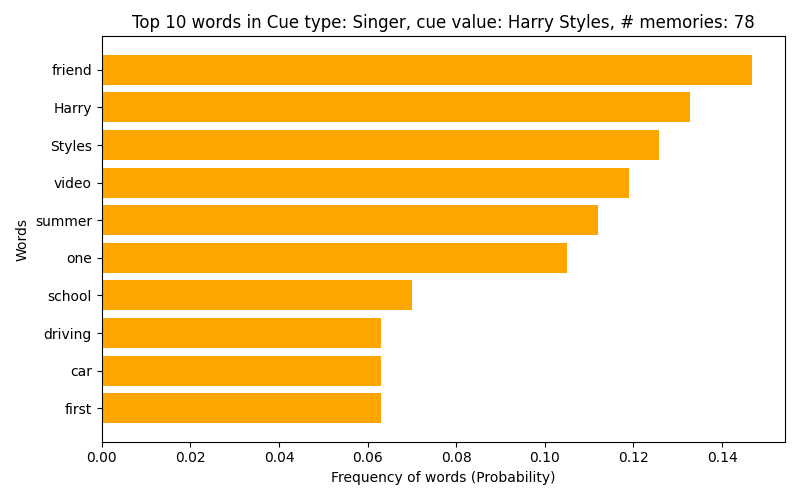 Top 10 words in Cue type: Singer, cue value: Harry Styles, # memories: 78
friend
Harry
Styles
video
summer
one
school
driving
car
first
Words
0.00 0.02 0.04 0.06 0.08 0.10 0.12 0.14
Frequency of words (Probability)